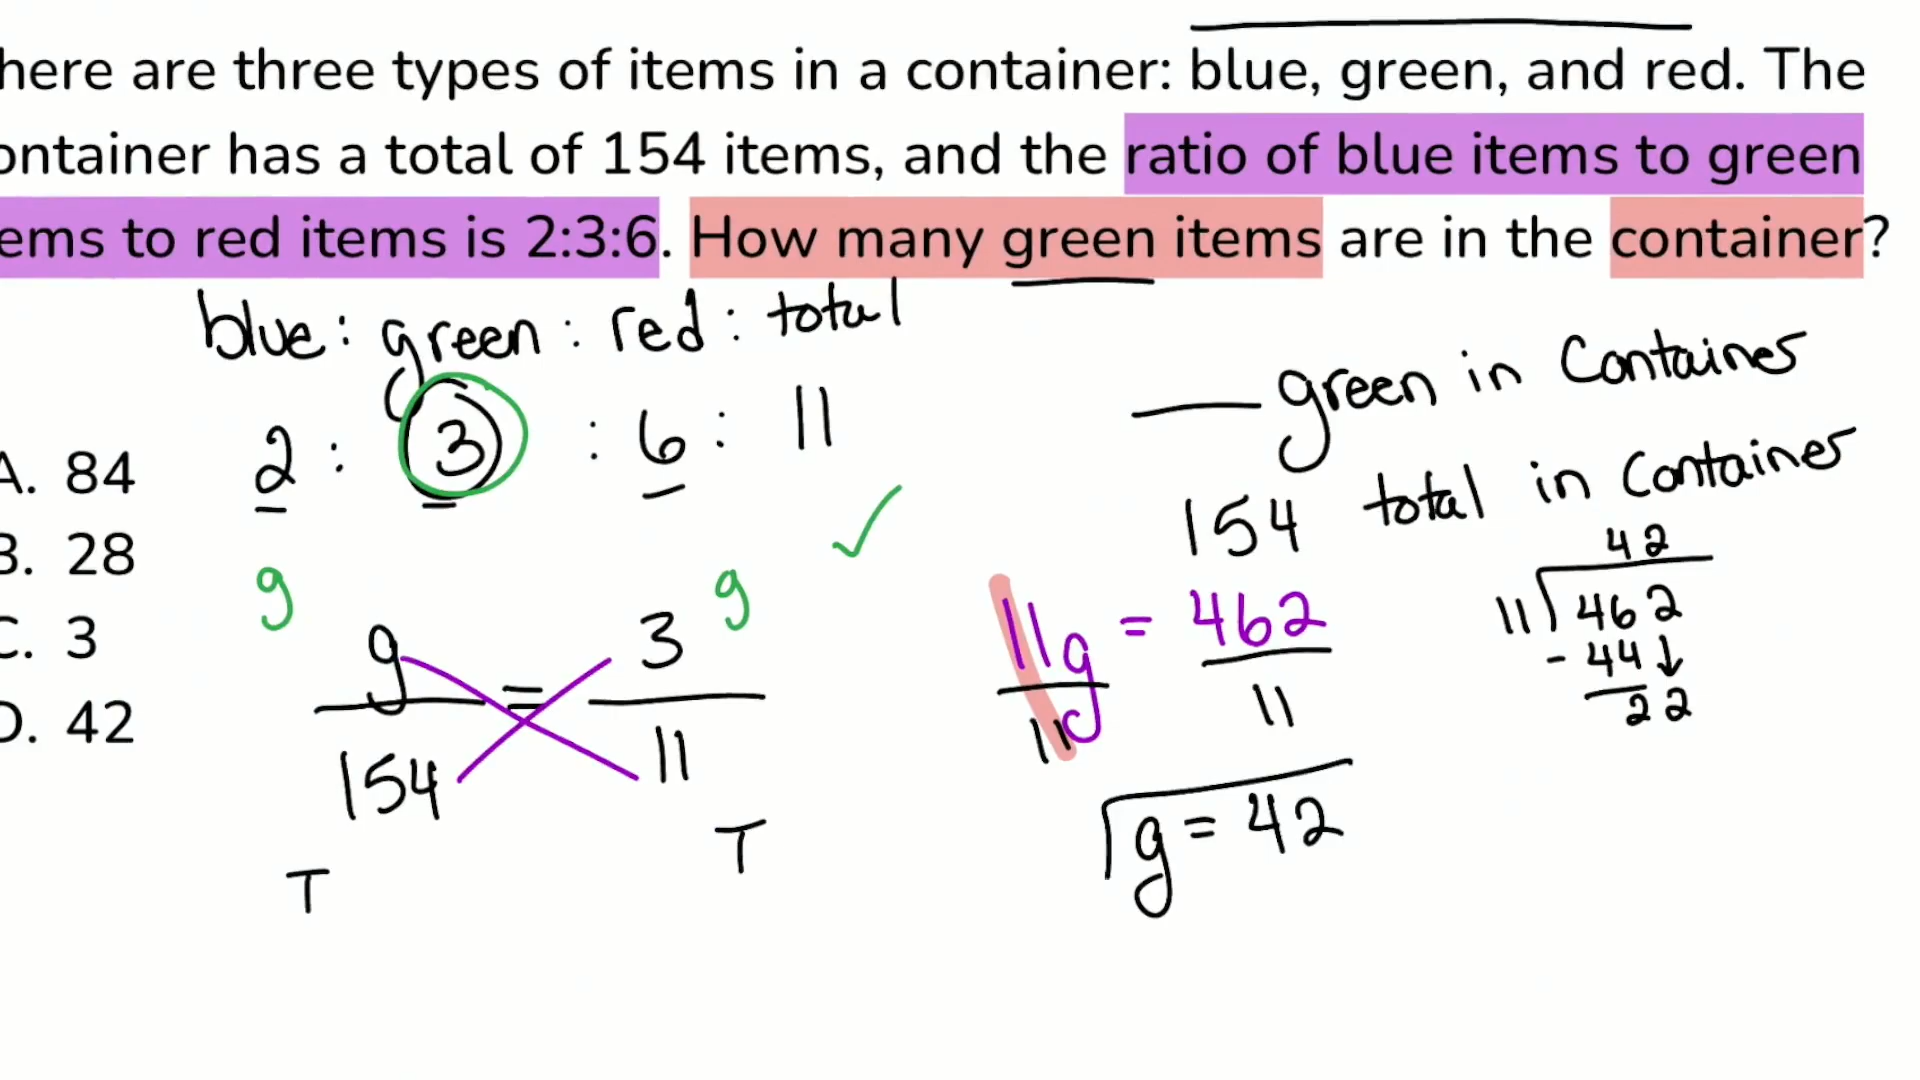 here are three types of items in a container: blue, green, and red. The
ontainer has a total of 154 items, and the ratio of blue items to green
ems to red items is 2:3:6. How many green items are in the container?
blue: green : red : total
2 : 3 : 6 : 11
___ green in Container
154 total in Container
A. 84
B. 28
C. 3
D. 42
g
g
g/154 = 3/11
T
T
11g = 462
11 11
g = 42
42
11)462
- 44↓
22